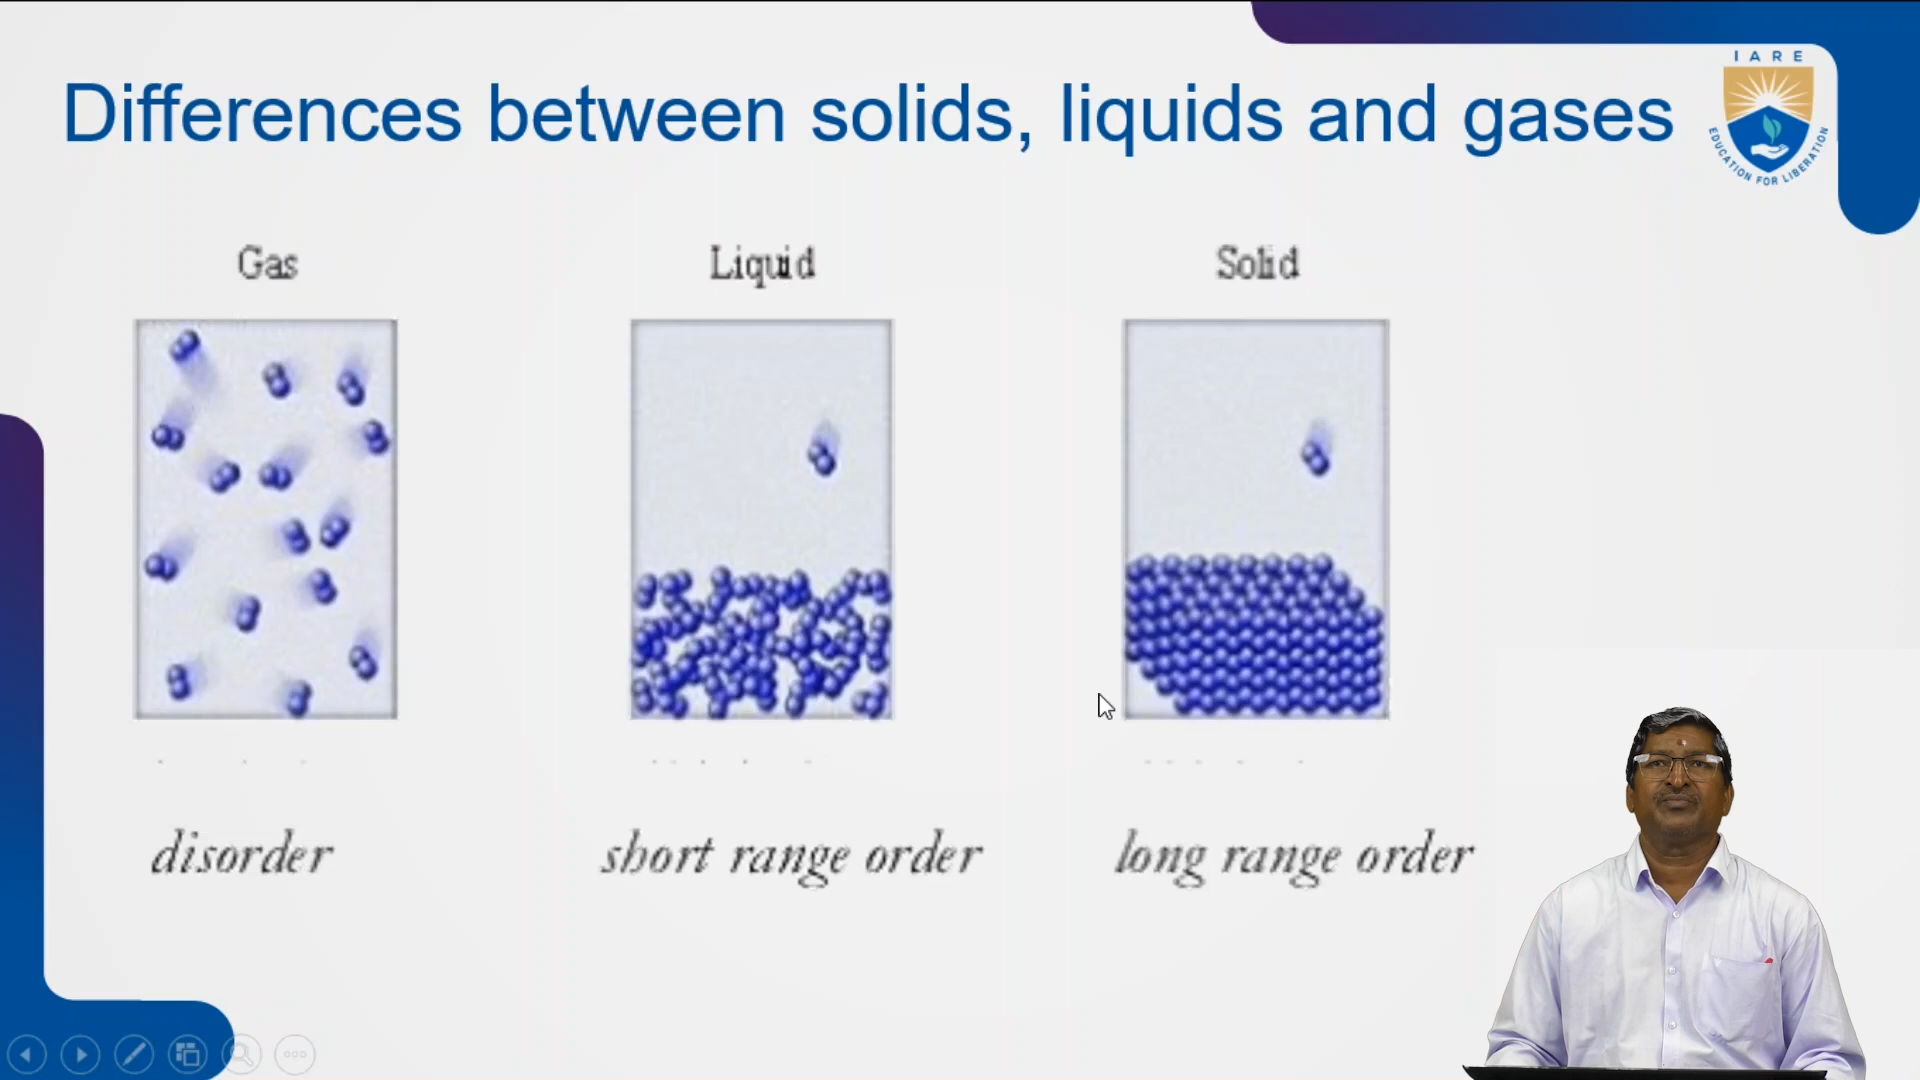 IARE
Differences between solids, liquids and gases
EDUCATION FOR LIBERATION
Gas
Liquid
Solid
disorder
short range order
long range order